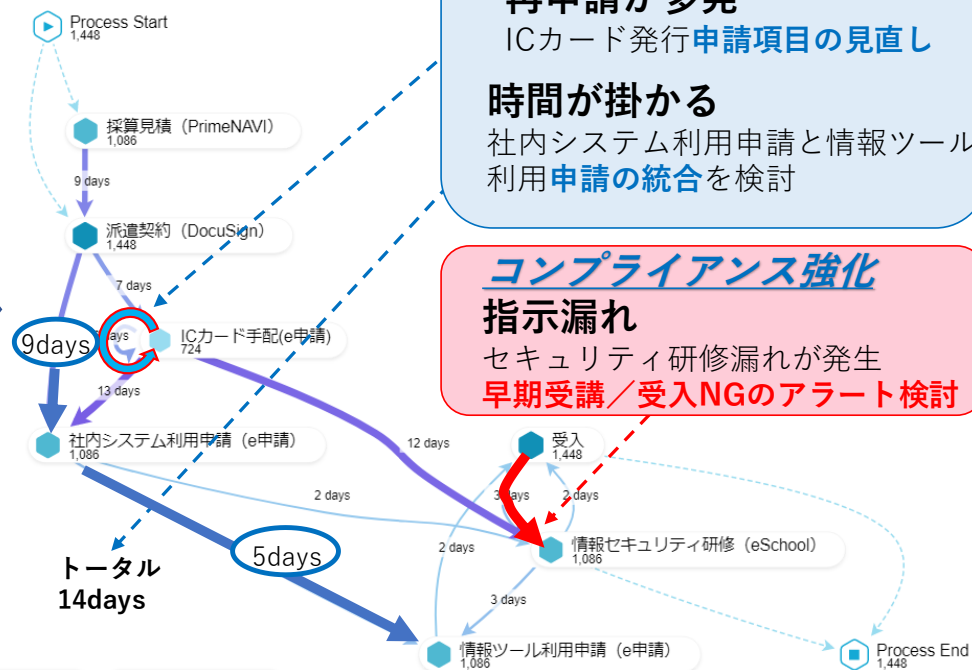 再申請が多発
ICカード発行申請項目の見直し
時間が掛かる
社内システム利用申請と情報ツール
利用申請の統合を検討
コンプライアンス強化
指示漏れ
セキュリティ研修漏れが発生
早期受講／受入NGのアラート検討
Process Start
1,448
採算見積（PrimeNAVI）
1,086
9 days
派遣契約（DocuSign）
1,448
7 days
9days
ays
ICカード手配(e申請)
724
13 days
社内システム利用申請（e申請）
1,086
12 days
受入
1,448
2 days
3 days
2 days
2 days
5days
情報セキュリティ研修（eSchool）
1,086
トータル
14days
3 days
情報ツール利用申請（e申請）
1,086
Process End
1,448